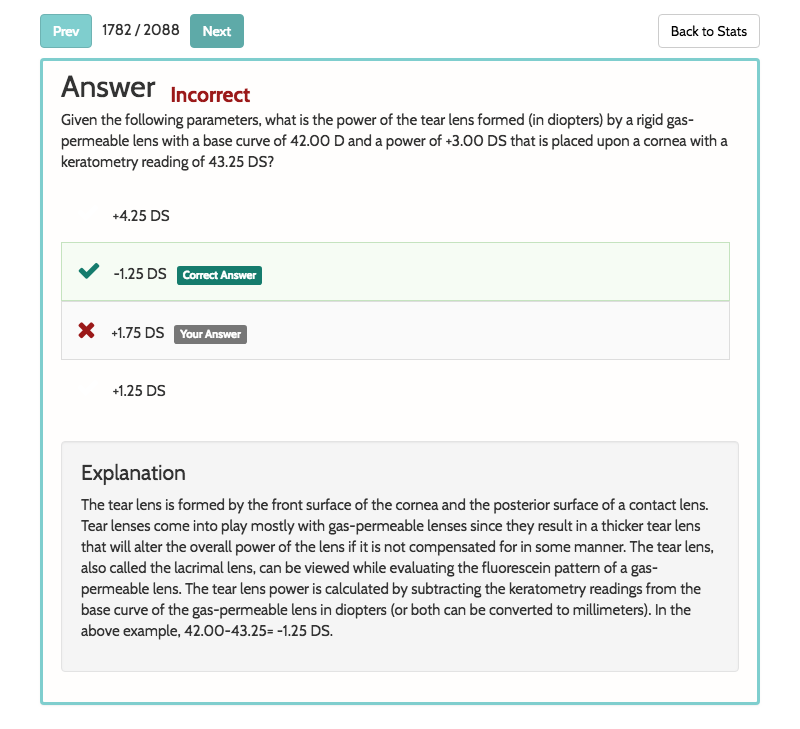 Prev 1782 / 2088 Next Back to Stats
Answer Incorrect
Given the following parameters, what is the power of the tear lens formed (in diopters) by a rigid gas-
permeable lens with a base curve of 42.00 D and a power of +3.00 DS that is placed upon a cornea with a
keratometry reading of 43.25 DS?
+4.25 DS
-1.25 DS Correct Answer
+1.75 DS Your Answer
+1.25 DS
Explanation
The tear lens is formed by the front surface of the cornea and the posterior surface of a contact lens.
Tear lenses come into play mostly with gas-permeable lenses since they result in a thicker tear lens
that will alter the overall power of the lens if it is not compensated for in some manner. The tear lens,
also called the lacrimal lens, can be viewed while evaluating the fluorescein pattern of a gas-
permeable lens. The tear lens power is calculated by subtracting the keratometry readings from the
base curve of the gas-permeable lens in diopters (or both can be converted to millimeters). In the
above example, 42.00-43.25= -1.25 DS.